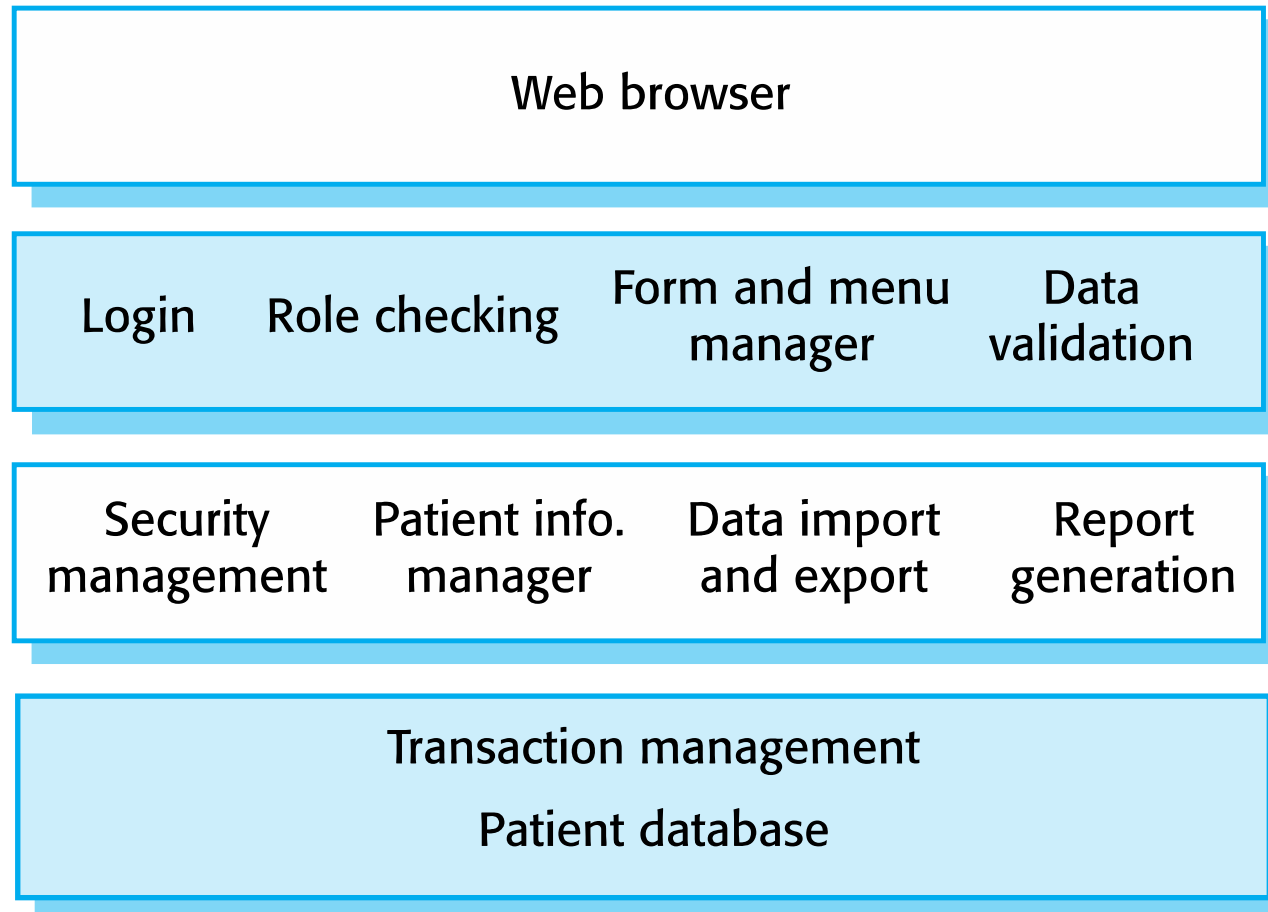 Web browser
Login
Role checking
Form and menu
manager
Data
validation
Security
management
Patient info.
manager
Data import
and export
Report
generation
Transaction management
Patient database